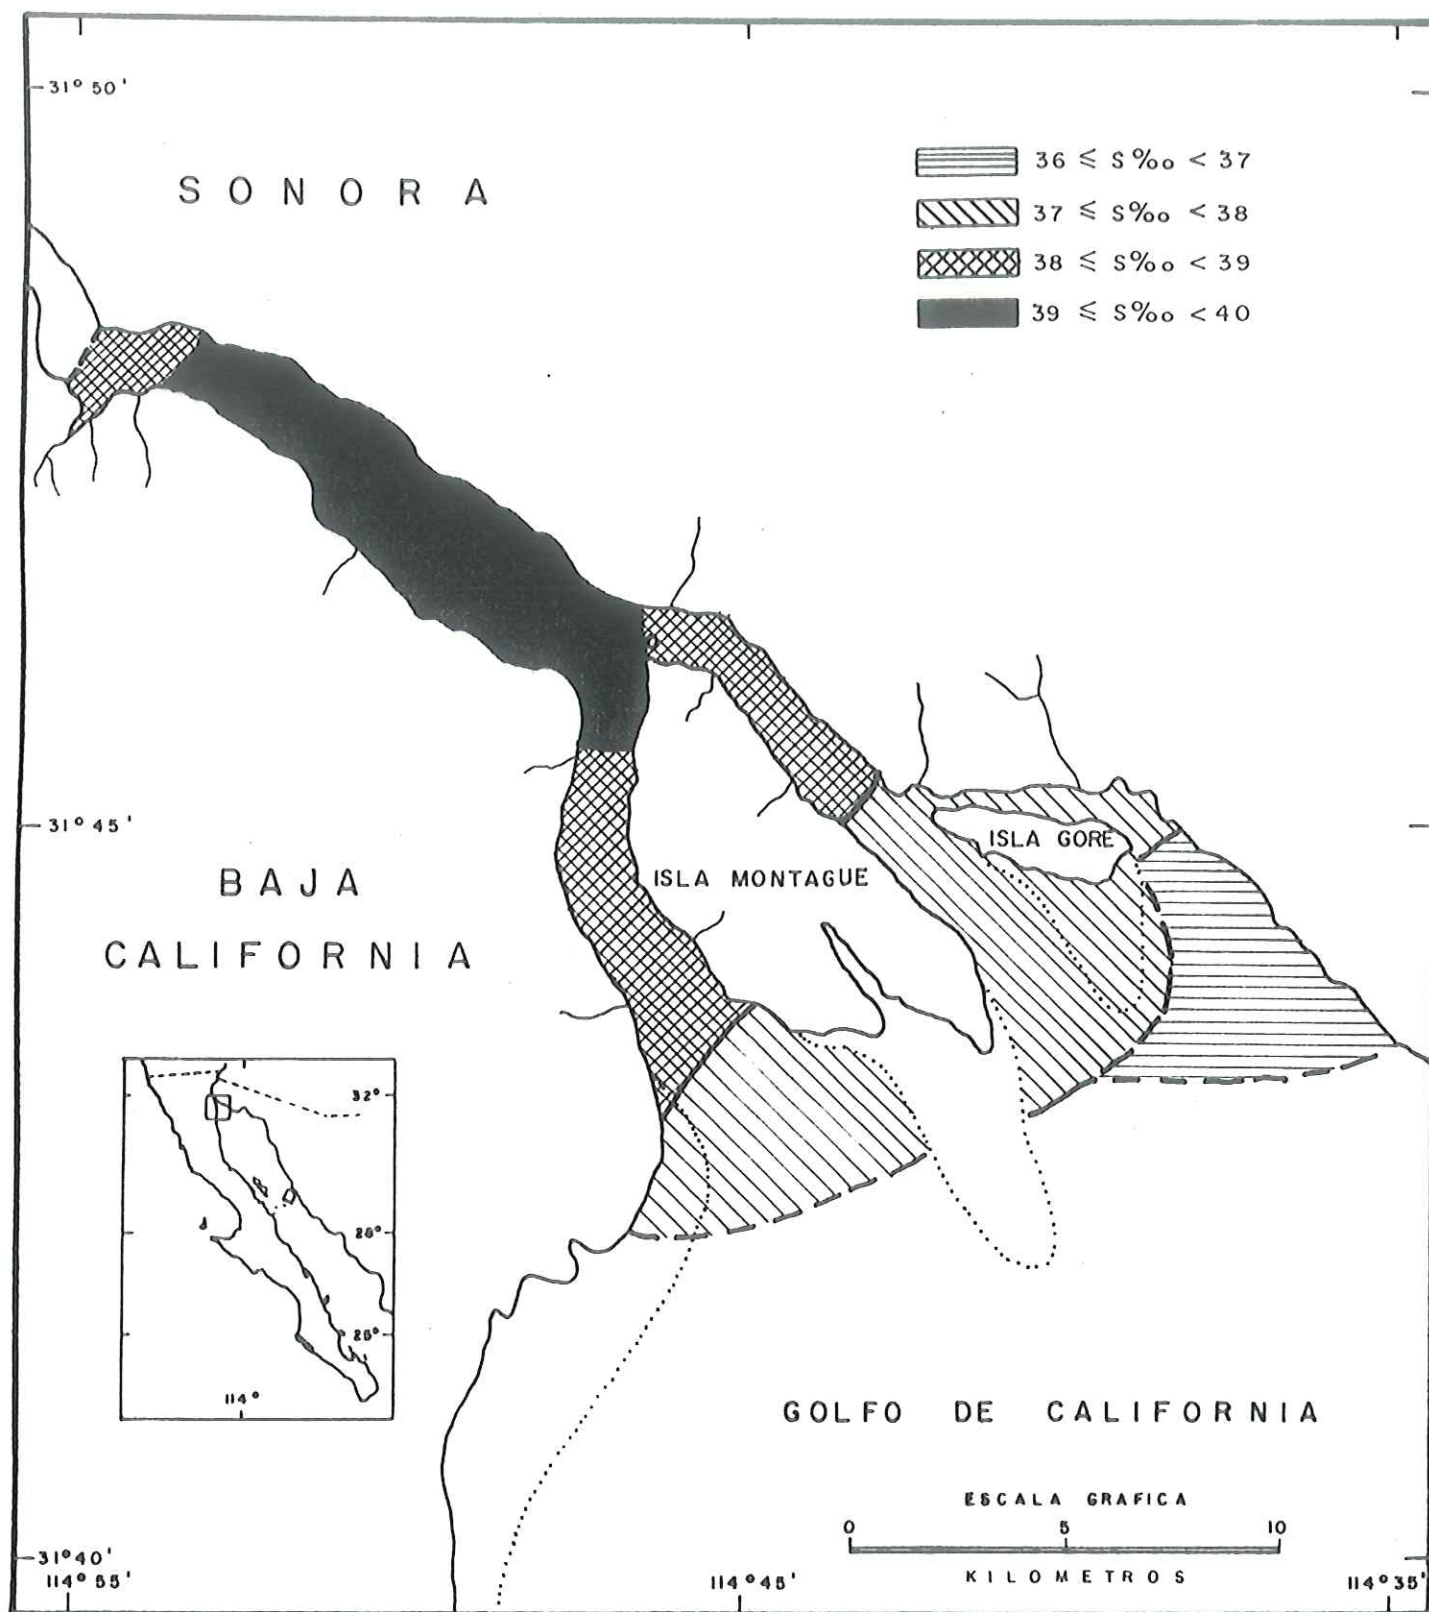 31° 50'
SONORA
36 ≤ S‰ < 37
37 ≤ S‰ < 38
38 ≤ S‰ < 39
39 ≤ S‰ < 40
31° 45'
ISLA GORE
ISLA MONTAGUE
BAJA
CALIFORNIA
32°
28°
25°
114°
GOLFO DE CALIFORNIA
ESCALA GRAFICA
0 5 10
KILOMETROS
31° 40'
114° 55' 114° 45' 114° 35'